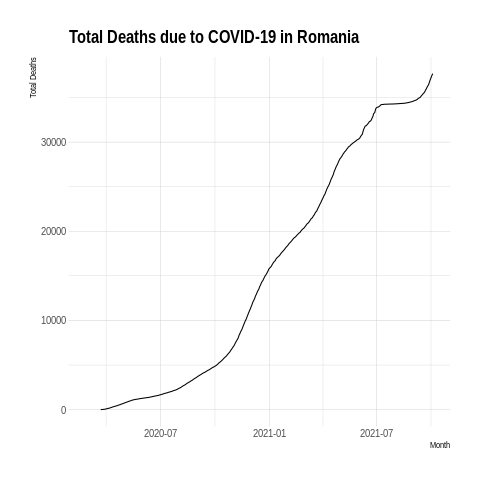 Total Deaths due to COVID-19 in Romania
Total Deaths
30000
20000
10000
0
2020-07 2021-01 2021-07
Month